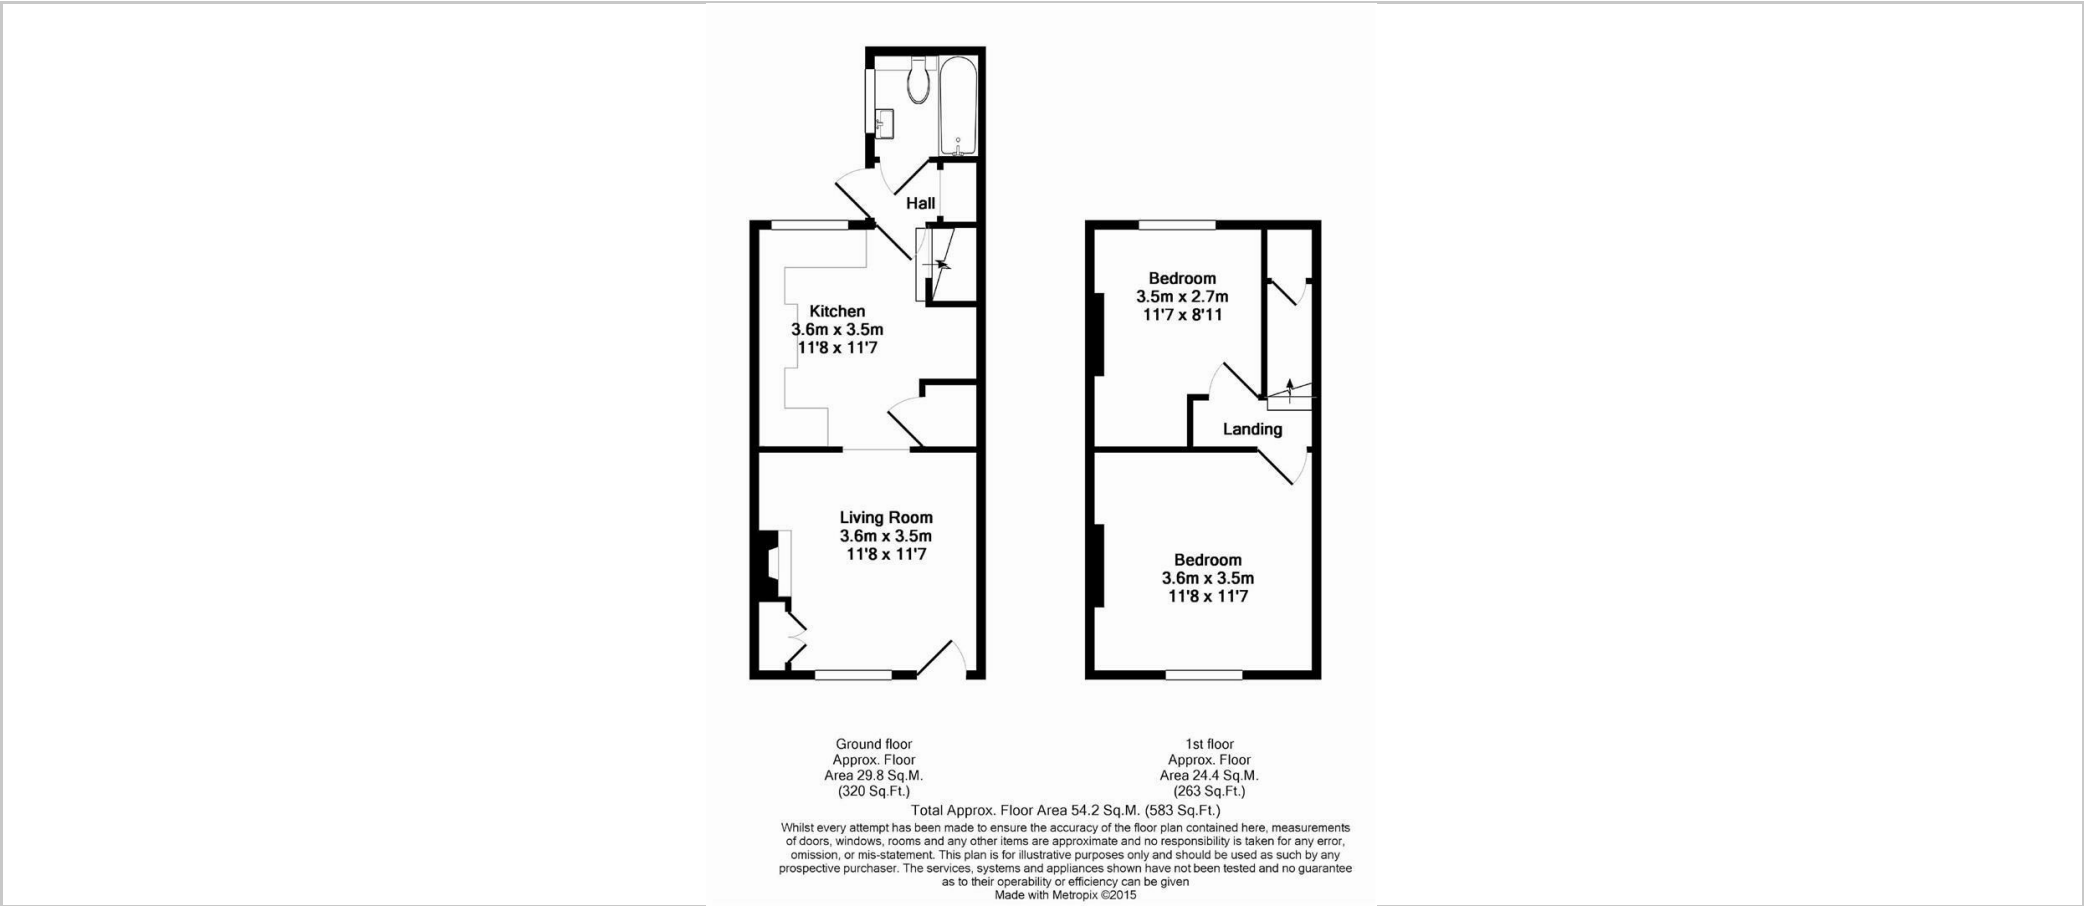 Hall
Kitchen
3.6m x 3.5m
11'8 x 11'7
Living Room
3.6m x 3.5m
11'8 x 11'7
Bedroom
3.5m x 2.7m
11'7 x 8'11
Landing
Bedroom
3.6m x 3.5m
11'8 x 11'7
Ground floor
Approx. Floor
Area 29.8 Sq.M.
(320 Sq.Ft.)
1st floor
Approx. Floor
Area 24.4 Sq.M.
(263 Sq.Ft.)
Total Approx. Floor Area 54.2 Sq.M. (583 Sq.Ft.)
Whilst every attempt has been made to ensure the accuracy of the floor plan contained here, measurements
of doors, windows, rooms and any other items are approximate and no responsibility is taken for any error,
omission, or mis-statement. This plan is for illustrative purposes only and should be used as such by any
prospective purchaser. The services, systems and appliances shown have not been tested and no guarantee
as to their operability or efficiency can be given
Made with Metropix ©2015